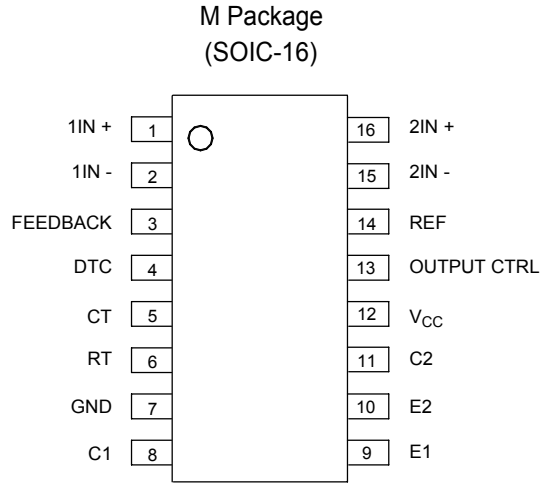 M Package
(SOIC-16)
1IN + 1 16 2IN +
1IN - 2 15 2IN -
FEEDBACK 3 14 REF
DTC 4 13 OUTPUT CTRL
CT 5 12 VCC
RT 6 11 C2
GND 7 10 E2
C1 8 9 E1